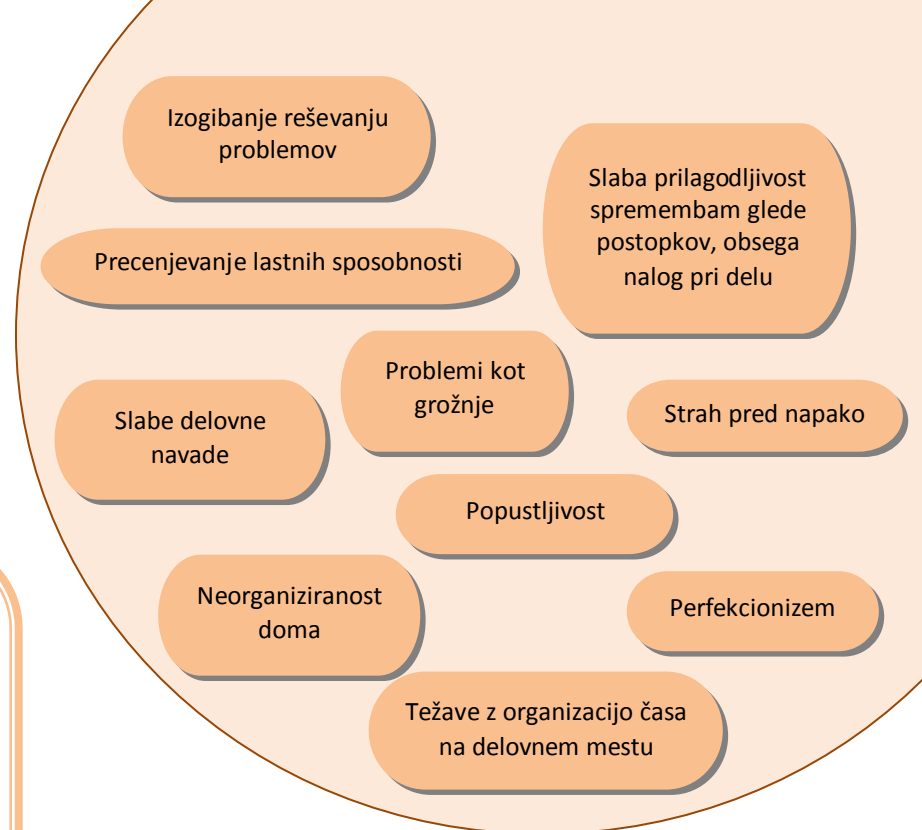 Izogibanje reševanju
problemov
Slaba prilagodljivost
spremembam glede
postopkov, obsega
nalog pri delu
Precenjevanje lastnih sposobnosti
Problemi kot
grožnje
Slabe delovne
navade
Strah pred napako
Popustljivost
Neorganiziranost
doma
Perfekcionizem
Težave z organizacijo časa
na delovnem mestu